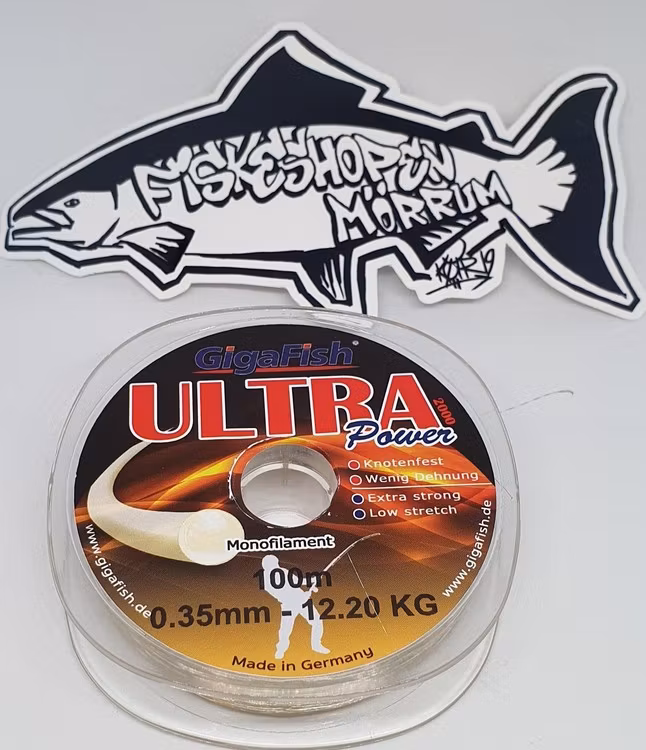 FISKESHOPPEN
MÖRRUM
GigaFish®
ULTRA
2000
Power
Knotenfest
Wenig Dehnung
Extra strong
Low stretch
Monofilament
100m
0.35mm - 12.20 KG
www.gigafish.de
www.gigafish.de
Made in Germany